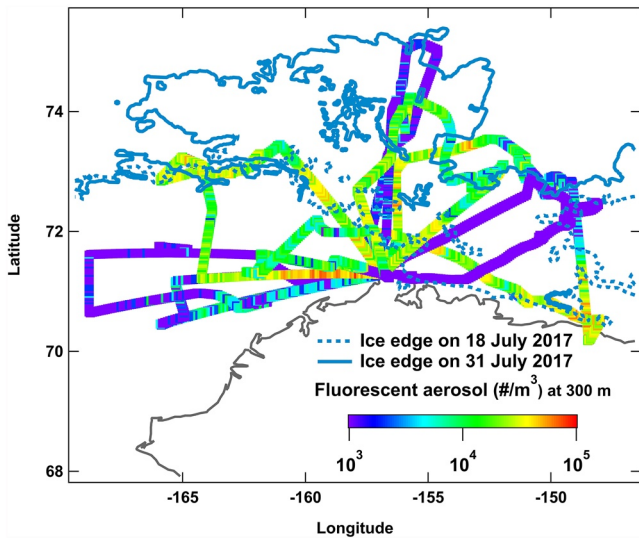 74
72
70
68
Latitude
Ice edge on 18 July 2017
Ice edge on 31 July 2017
Fluorescent aerosol (#/m³) at 300 m
10³ 10⁴ 10⁵
-165 -160 -155 -150
Longitude